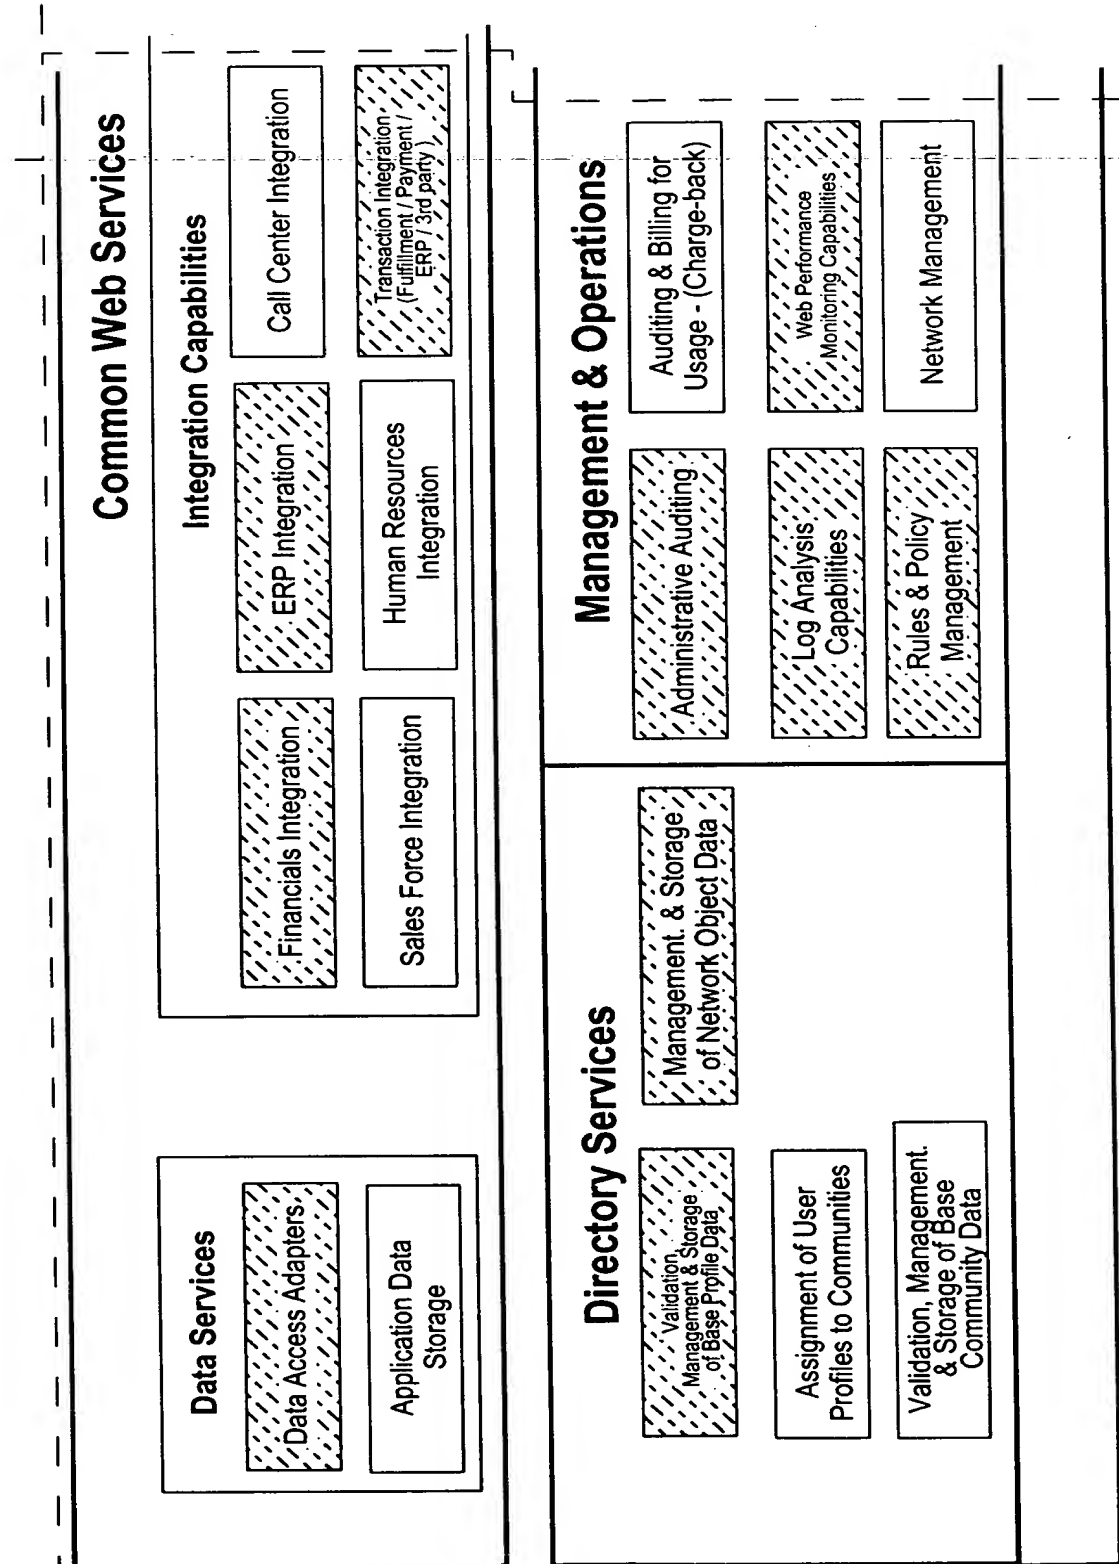 Common Web Services
Data Services
Data Access Adapters
Application Data
Storage
Integration Capabilities
Financials Integration
ERP Integration
Call Center Integration
Sales Force Integration
Human Resources
Integration
Transaction Integration
(Fulfillment / Payment /
ERP / 3rd party )
Directory Services
Validation
Management & Storage
of Base Profile Data
Management. & Storage
of Network Object Data
Assignment of User
Profiles to Communities
Validation, Management.
& Storage of Base
Community Data
Management & Operations
Administrative Auditing
Auditing & Billing for
Usage - (Charge-back)
Log Analysis
Capabilities
Web Performance
Monitoring Capabilities
Rules & Policy
Management
Network Management